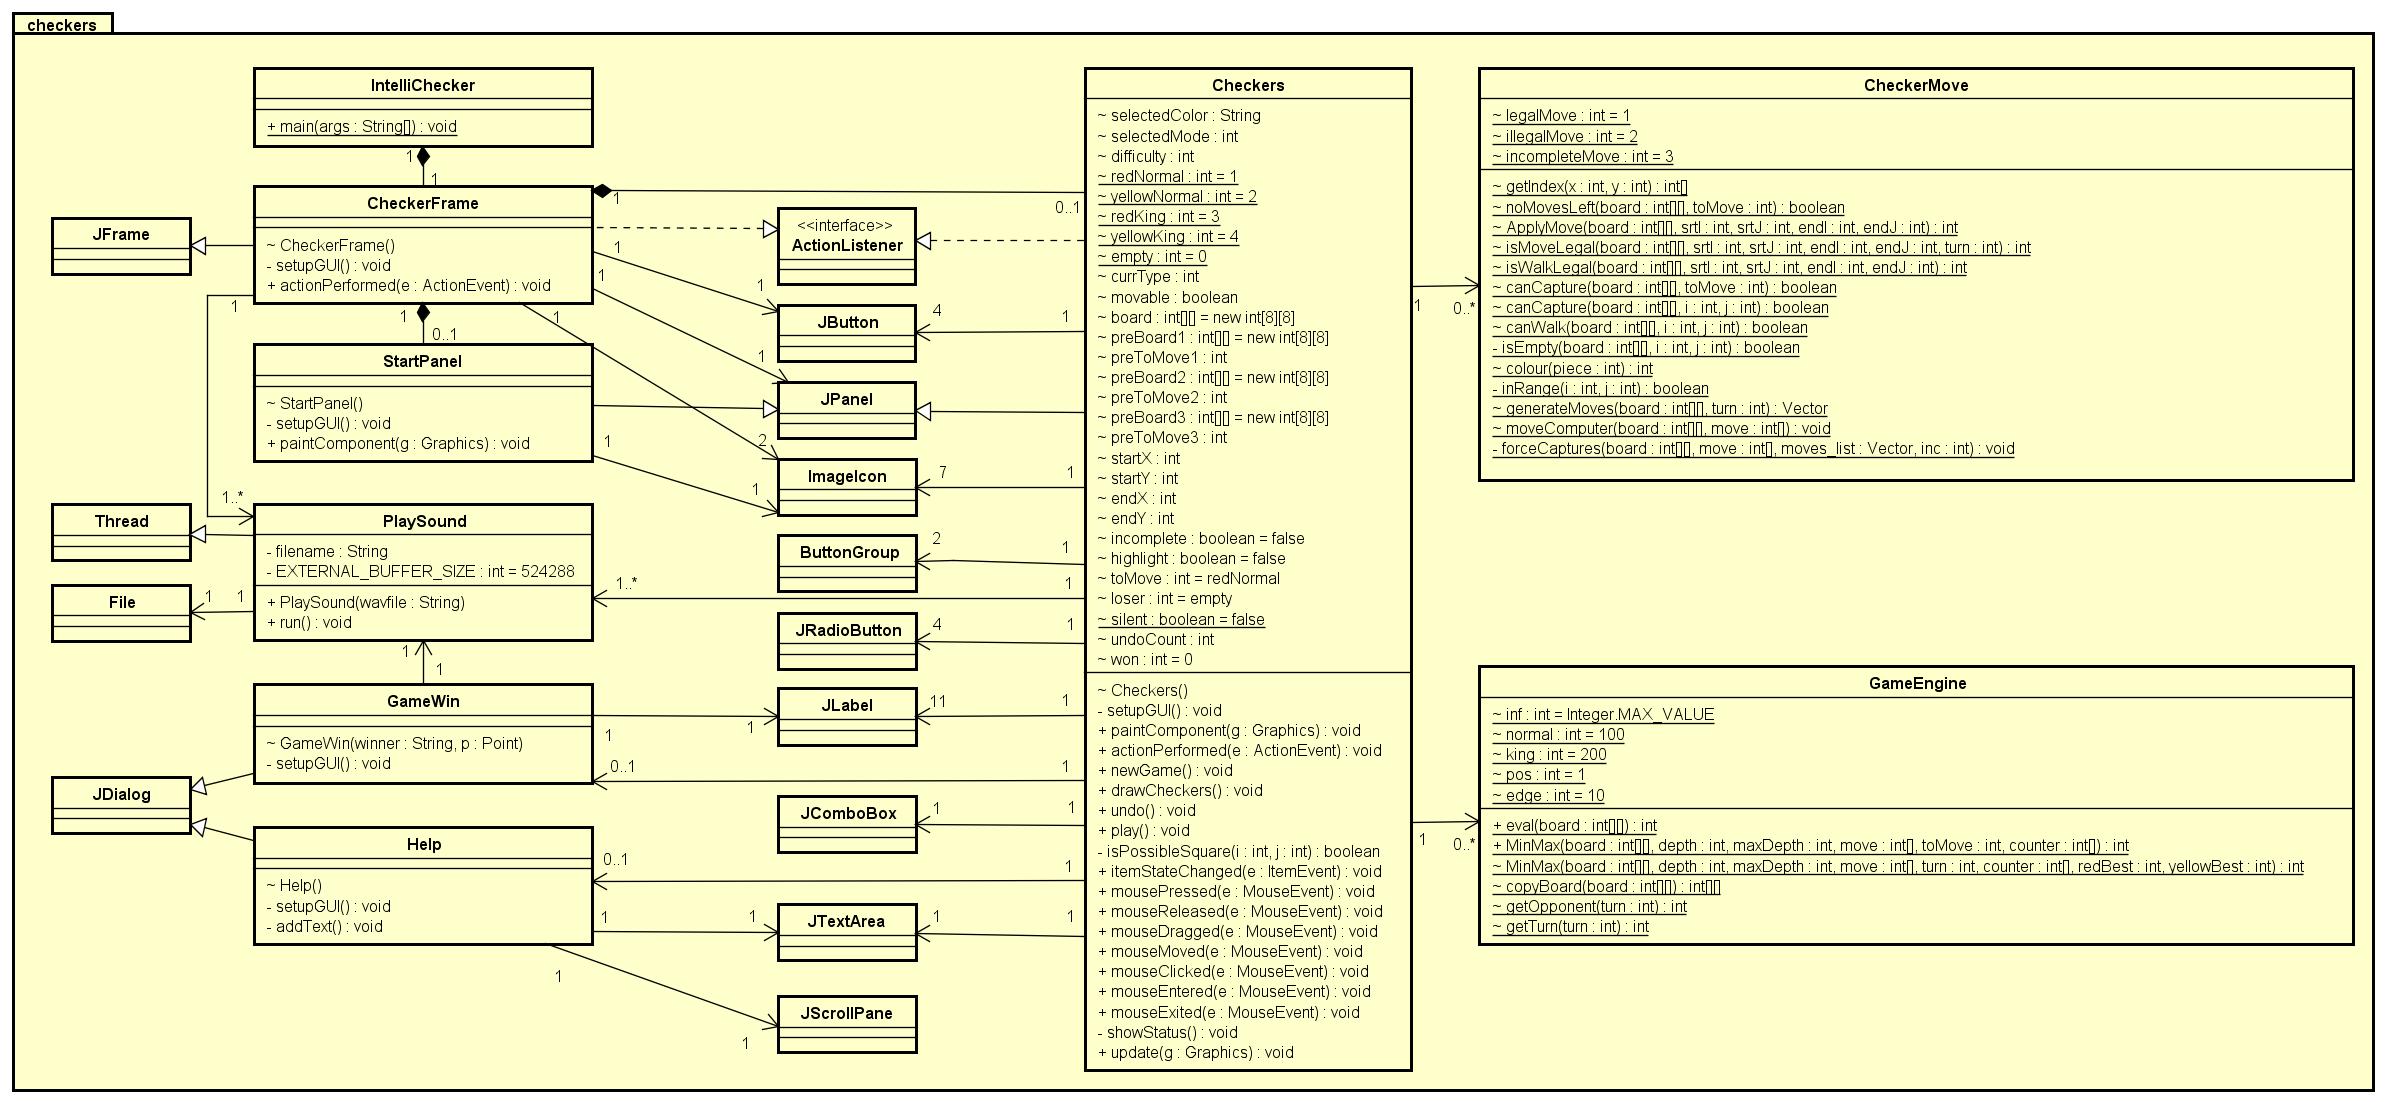 checkers
IntelliChecker
+ main(args : String[]) : void
1
1
CheckerFrame
~ CheckerFrame()
- setupGUI() : void
+ actionPerformed(e : ActionEvent) : void
1
0..1
1
1
1
1
1
0..1
JFrame
StartPanel
~ StartPanel()
- setupGUI() : void
+ paintComponent(g : Graphics) : void
1
1..*
Thread
PlaySound
- filename : String
- EXTERNAL_BUFFER_SIZE : int = 524288
+ PlaySound(wavfile : String)
+ run() : void
File
1
1
1
1
GameWin
~ GameWin(winner : String, p : Point)
- setupGUI() : void
1
0..1
JDialog
Help
~ Help()
- setupGUI() : void
- addText() : void
0..1
1
1
<<interface>>
ActionListener
1
JButton
4
1
1
JPanel
2
ImageIcon
7
1
1
ButtonGroup
2
1
1..*
1
JRadioButton
4
1
JLabel
1
11
1
1
JComboBox
1
1
1
JTextArea
1
1
1
JScrollPane
1
Checkers
~ selectedColor : String
~ selectedMode : int
~ difficulty : int
~ redNormal : int = 1
~ yellowNormal : int = 2
~ redKing : int = 3
~ yellowKing : int = 4
~ empty : int = 0
~ currType : int
~ movable : boolean
~ board : int[][] = new int[8][8]
~ preBoard1 : int[][] = new int[8][8]
~ preToMove1 : int
~ preBoard2 : int[][] = new int[8][8]
~ preToMove2 : int
~ preBoard3 : int[][] = new int[8][8]
~ preToMove3 : int
~ startX : int
~ startY : int
~ endX : int
~ endY : int
~ incomplete : boolean = false
~ highlight : boolean = false
~ toMove : int = redNormal
~ loser : int = empty
~ silent : boolean = false
~ undoCount : int
~ won : int = 0
~ Checkers()
- setupGUI() : void
+ paintComponent(g : Graphics) : void
+ actionPerformed(e : ActionEvent) : void
+ newGame() : void
+ drawCheckers() : void
+ undo() : void
+ play() : void
- isPossibleSquare(i : int, j : int) : boolean
+ itemStateChanged(e : ItemEvent) : void
+ mousePressed(e : MouseEvent) : void
+ mouseReleased(e : MouseEvent) : void
+ mouseDragged(e : MouseEvent) : void
+ mouseMoved(e : MouseEvent) : void
+ mouseClicked(e : MouseEvent) : void
+ mouseEntered(e : MouseEvent) : void
+ mouseExited(e : MouseEvent) : void
- showStatus() : void
+ update(g : Graphics) : void
1
0..*
CheckerMove
~ legalMove : int = 1
~ illegalMove : int = 2
~ incompleteMove : int = 3
~ getIndex(x : int, y : int) : int[]
~ noMovesLeft(board : int[][], toMove : int) : boolean
~ ApplyMove(board : int[][], srtI : int, srtJ : int, endI : int, endJ : int) : int
~ isMoveLegal(board : int[][], srtI : int, srtJ : int, endI : int, endJ : int, turn : int) : int
~ isWalkLegal(board : int[][], srtI : int, srtJ : int, endI : int, endJ : int) : int
~ canCapture(board : int[][], toMove : int) : boolean
~ canCapture(board : int[][], i : int, j : int) : boolean
~ canWalk(board : int[][], i : int, j : int) : boolean
- isEmpty(board : int[][], i : int, j : int) : boolean
~ colour(piece : int) : int
- inRange(i : int, j : int) : boolean
~ generateMoves(board : int[][], turn : int) : Vector
~ moveComputer(board : int[][], move : int[]) : void
- forceCaptures(board : int[][], move : int[], moves_list : Vector, inc : int) : void
1
0..*
GameEngine
~ inf : int = Integer.MAX_VALUE
~ normal : int = 100
~ king : int = 200
~ pos : int = 1
~ edge : int = 10
+ eval(board : int[][]) : int
+ MinMax(board : int[][], depth : int, maxDepth : int, move : int[], toMove : int, counter : int[]) : int
~ MinMax(board : int[][], depth : int, maxDepth : int, move : int[], turn : int, counter : int[], redBest : int, yellowBest : int) : int
~ copyBoard(board : int[][]) : int[][]
~ getOpponent(turn : int) : int
~ getTurn(turn : int) : int